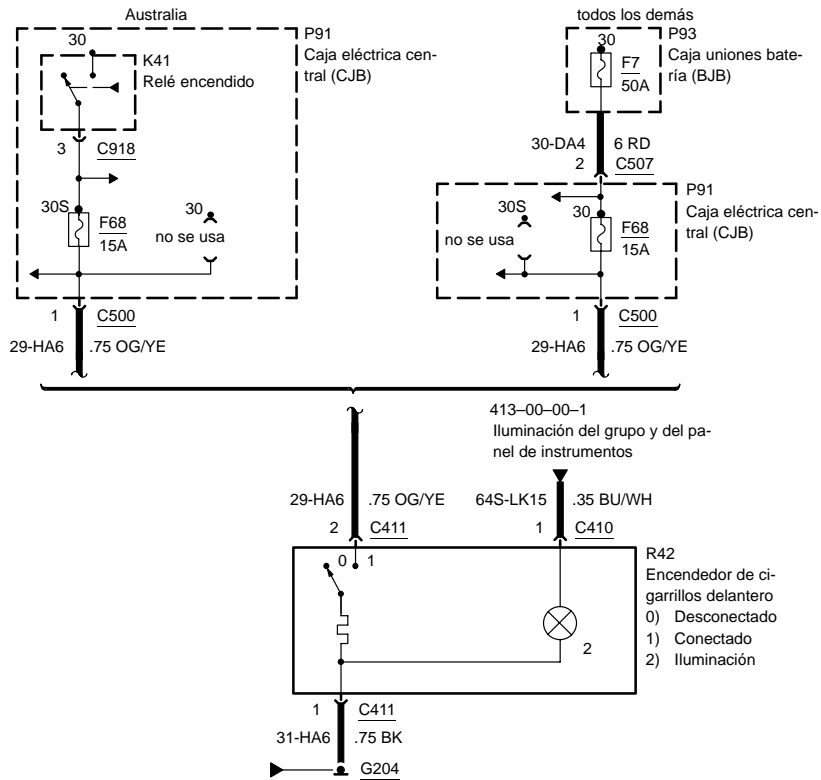 Australia
P91
Caja eléctrica cen-
tral (CJB)
30
K41
Relé encendido
3 C918
30S
F68
15A
30
no se usa
1 C500
29-HA6 .75 OG/YE
todos los demás
P93
Caja uniones bate-
ría (BJB)
30
F7
50A
30-DA4 6 RD
2 C507
P91
Caja eléctrica cen-
tral (CJB)
30S
no se usa
30
F68
15A
1 C500
29-HA6 .75 OG/YE
413–00–00–1
Iluminación del grupo y del pa-
nel de instrumentos
29-HA6 .75 OG/YE
2 C411
64S-LK15 .35 BU/WH
1 C410
0 1
2
R42
Encendedor de ci-
garrillos delantero
0) Desconectado
1) Conectado
2) Iluminación
1 C411
31-HA6 .75 BK
G204